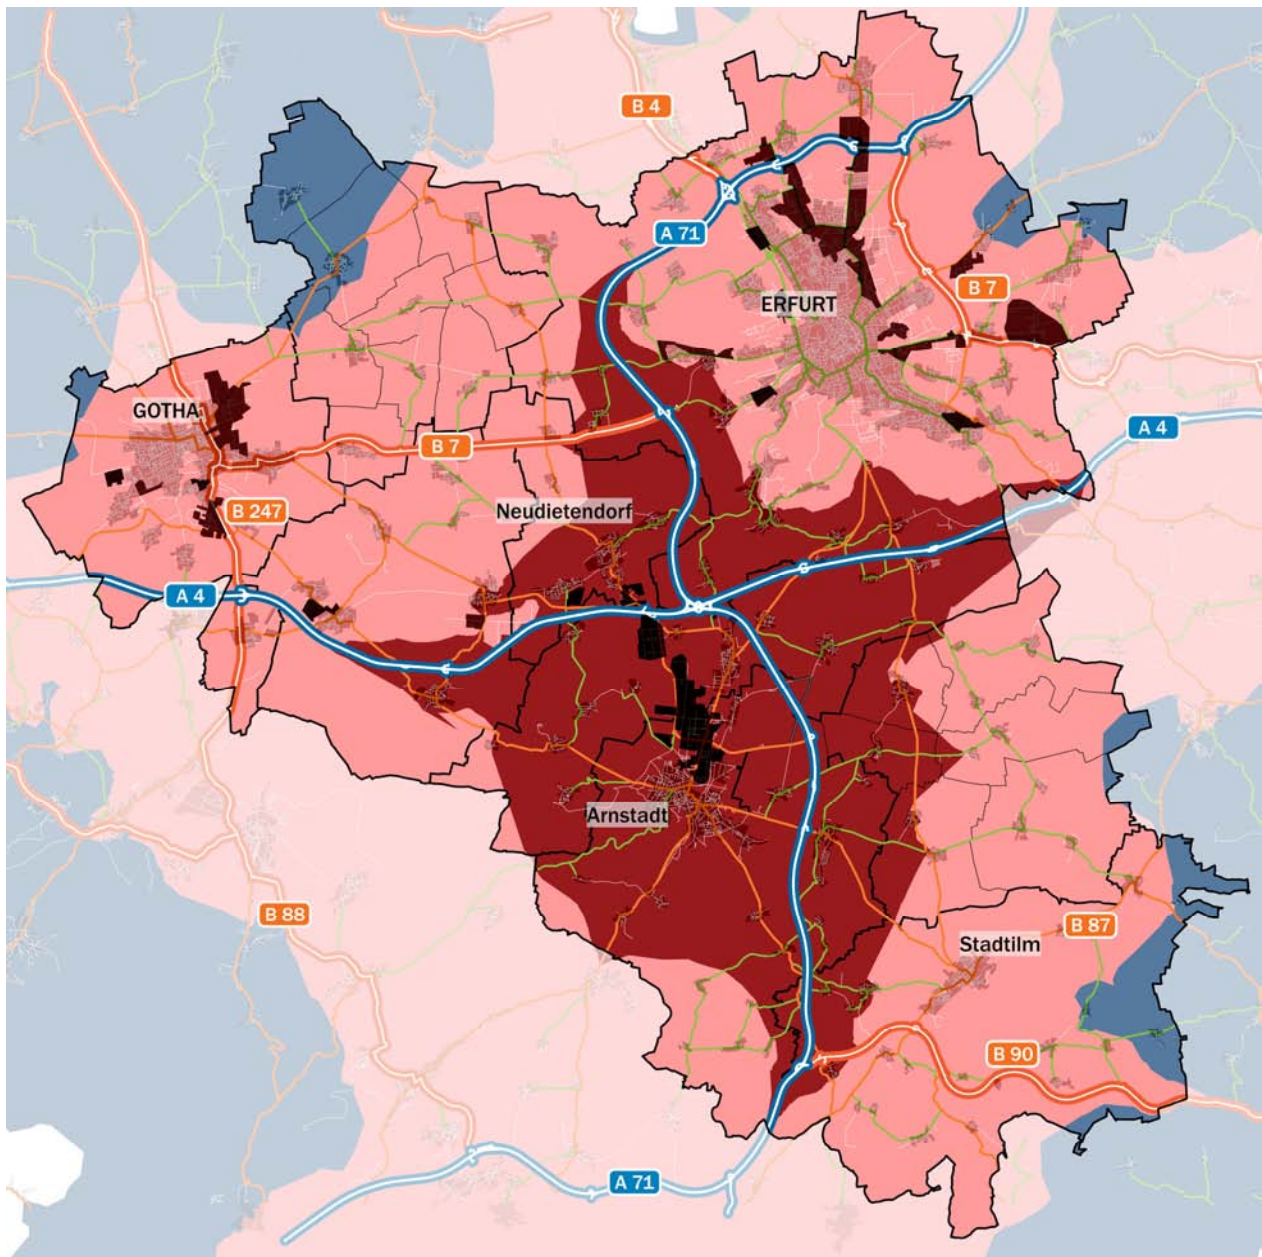 B 4
A 71
B 7
ERFURT
GOTHA
A 4
B 7
B 247
Neudietendorf
A 4
Arnstadt
B 88
B 87
Stadtilm
B 90
A 71